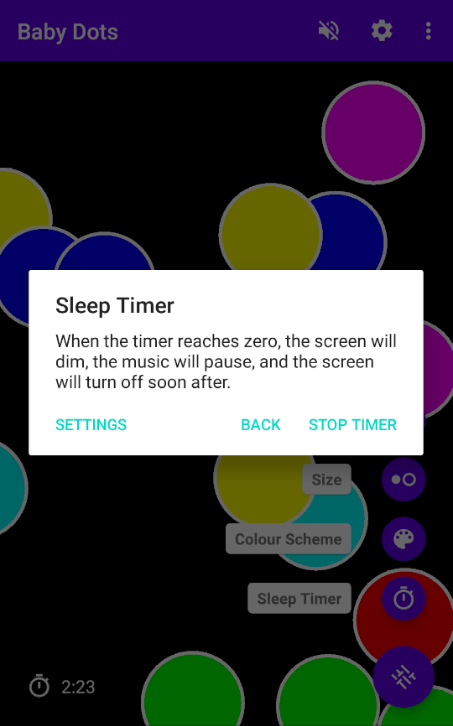 Baby Dots
Sleep Timer
When the timer reaches zero, the screen will
dim, the music will pause, and the screen
will turn off soon after.
SETTINGS BACK STOP TIMER
Size
Colour Scheme
Sleep Timer
2:23